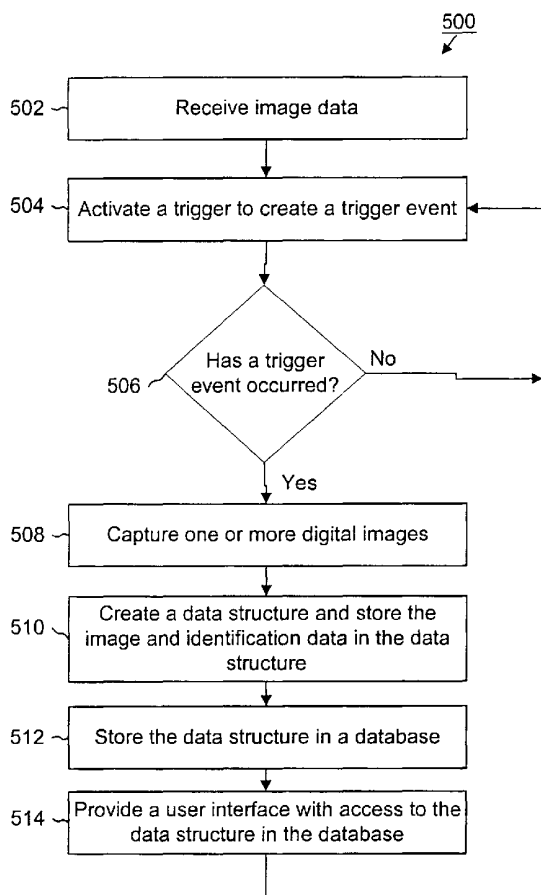 500
502
Receive image data
504
Activate a trigger to create a trigger event
506
Has a trigger
event occurred?
No
Yes
508
Capture one or more digital images
510
Create a data structure and store the
image and identification data in the data
structure
512
Store the data structure in a database
514
Provide a user interface with access to the
data structure in the database